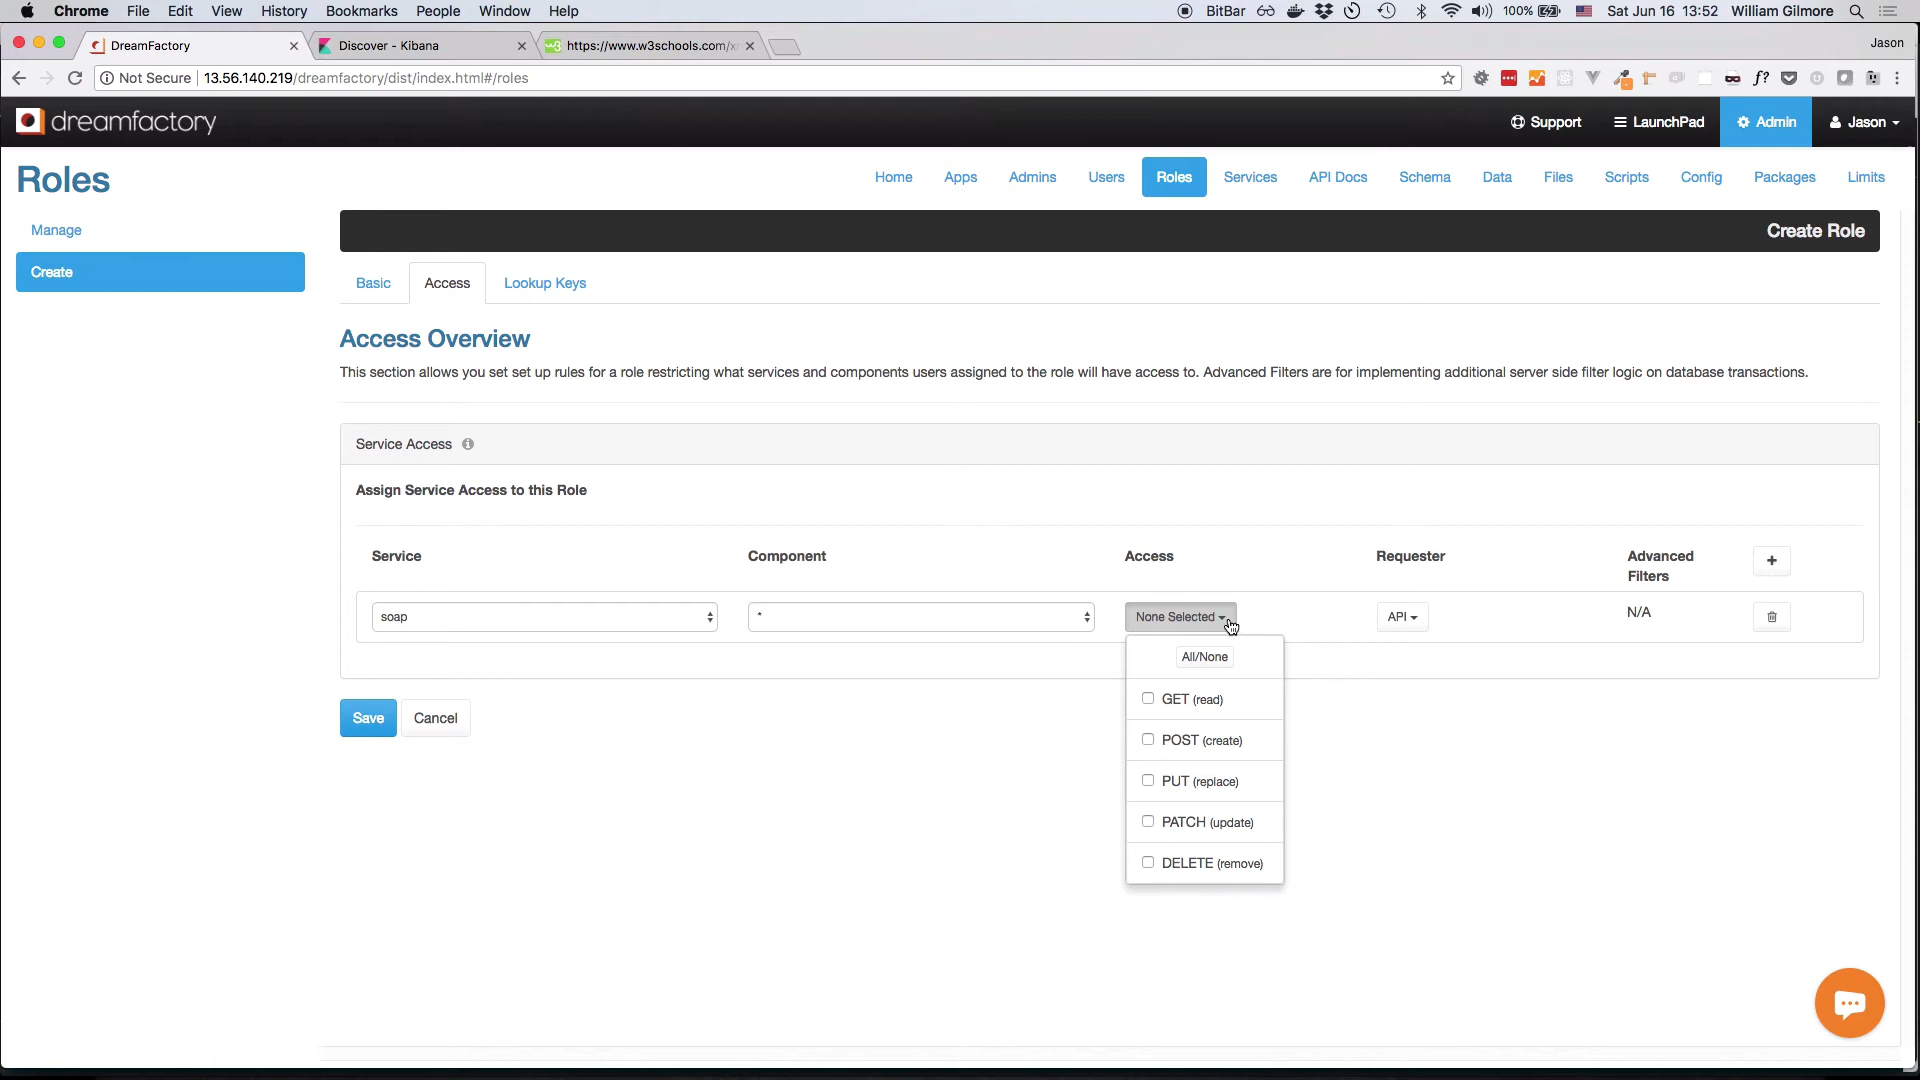 Chrome File Edit View History Bookmarks People Window Help BitBar 100% Sat Jun 16 13:52 William Gilmore
DreamFactory Discover - Kibana https://www.w3schools.com/x Jason
Not Secure 13.56.140.219/dreamfactory/dist/index.html#/roles f?
dreamfactory Support LaunchPad Admin Jason
Roles Home Apps Admins Users Roles Services API Docs Schema Data Files Scripts Config Packages Limits
Manage
Create Role
Create
Basic Access Lookup Keys
Access Overview
This section allows you set set up rules for a role restricting what services and components users assigned to the role will have access to. Advanced Filters are for implementing additional server side filter logic on database transactions.
Service Access
Assign Service Access to this Role
Service Component Access Requester Advanced Filters +
soap * None Selected API N/A
All/None
GET (read)
Save Cancel
POST (create)
PUT (replace)
PATCH (update)
DELETE (remove)